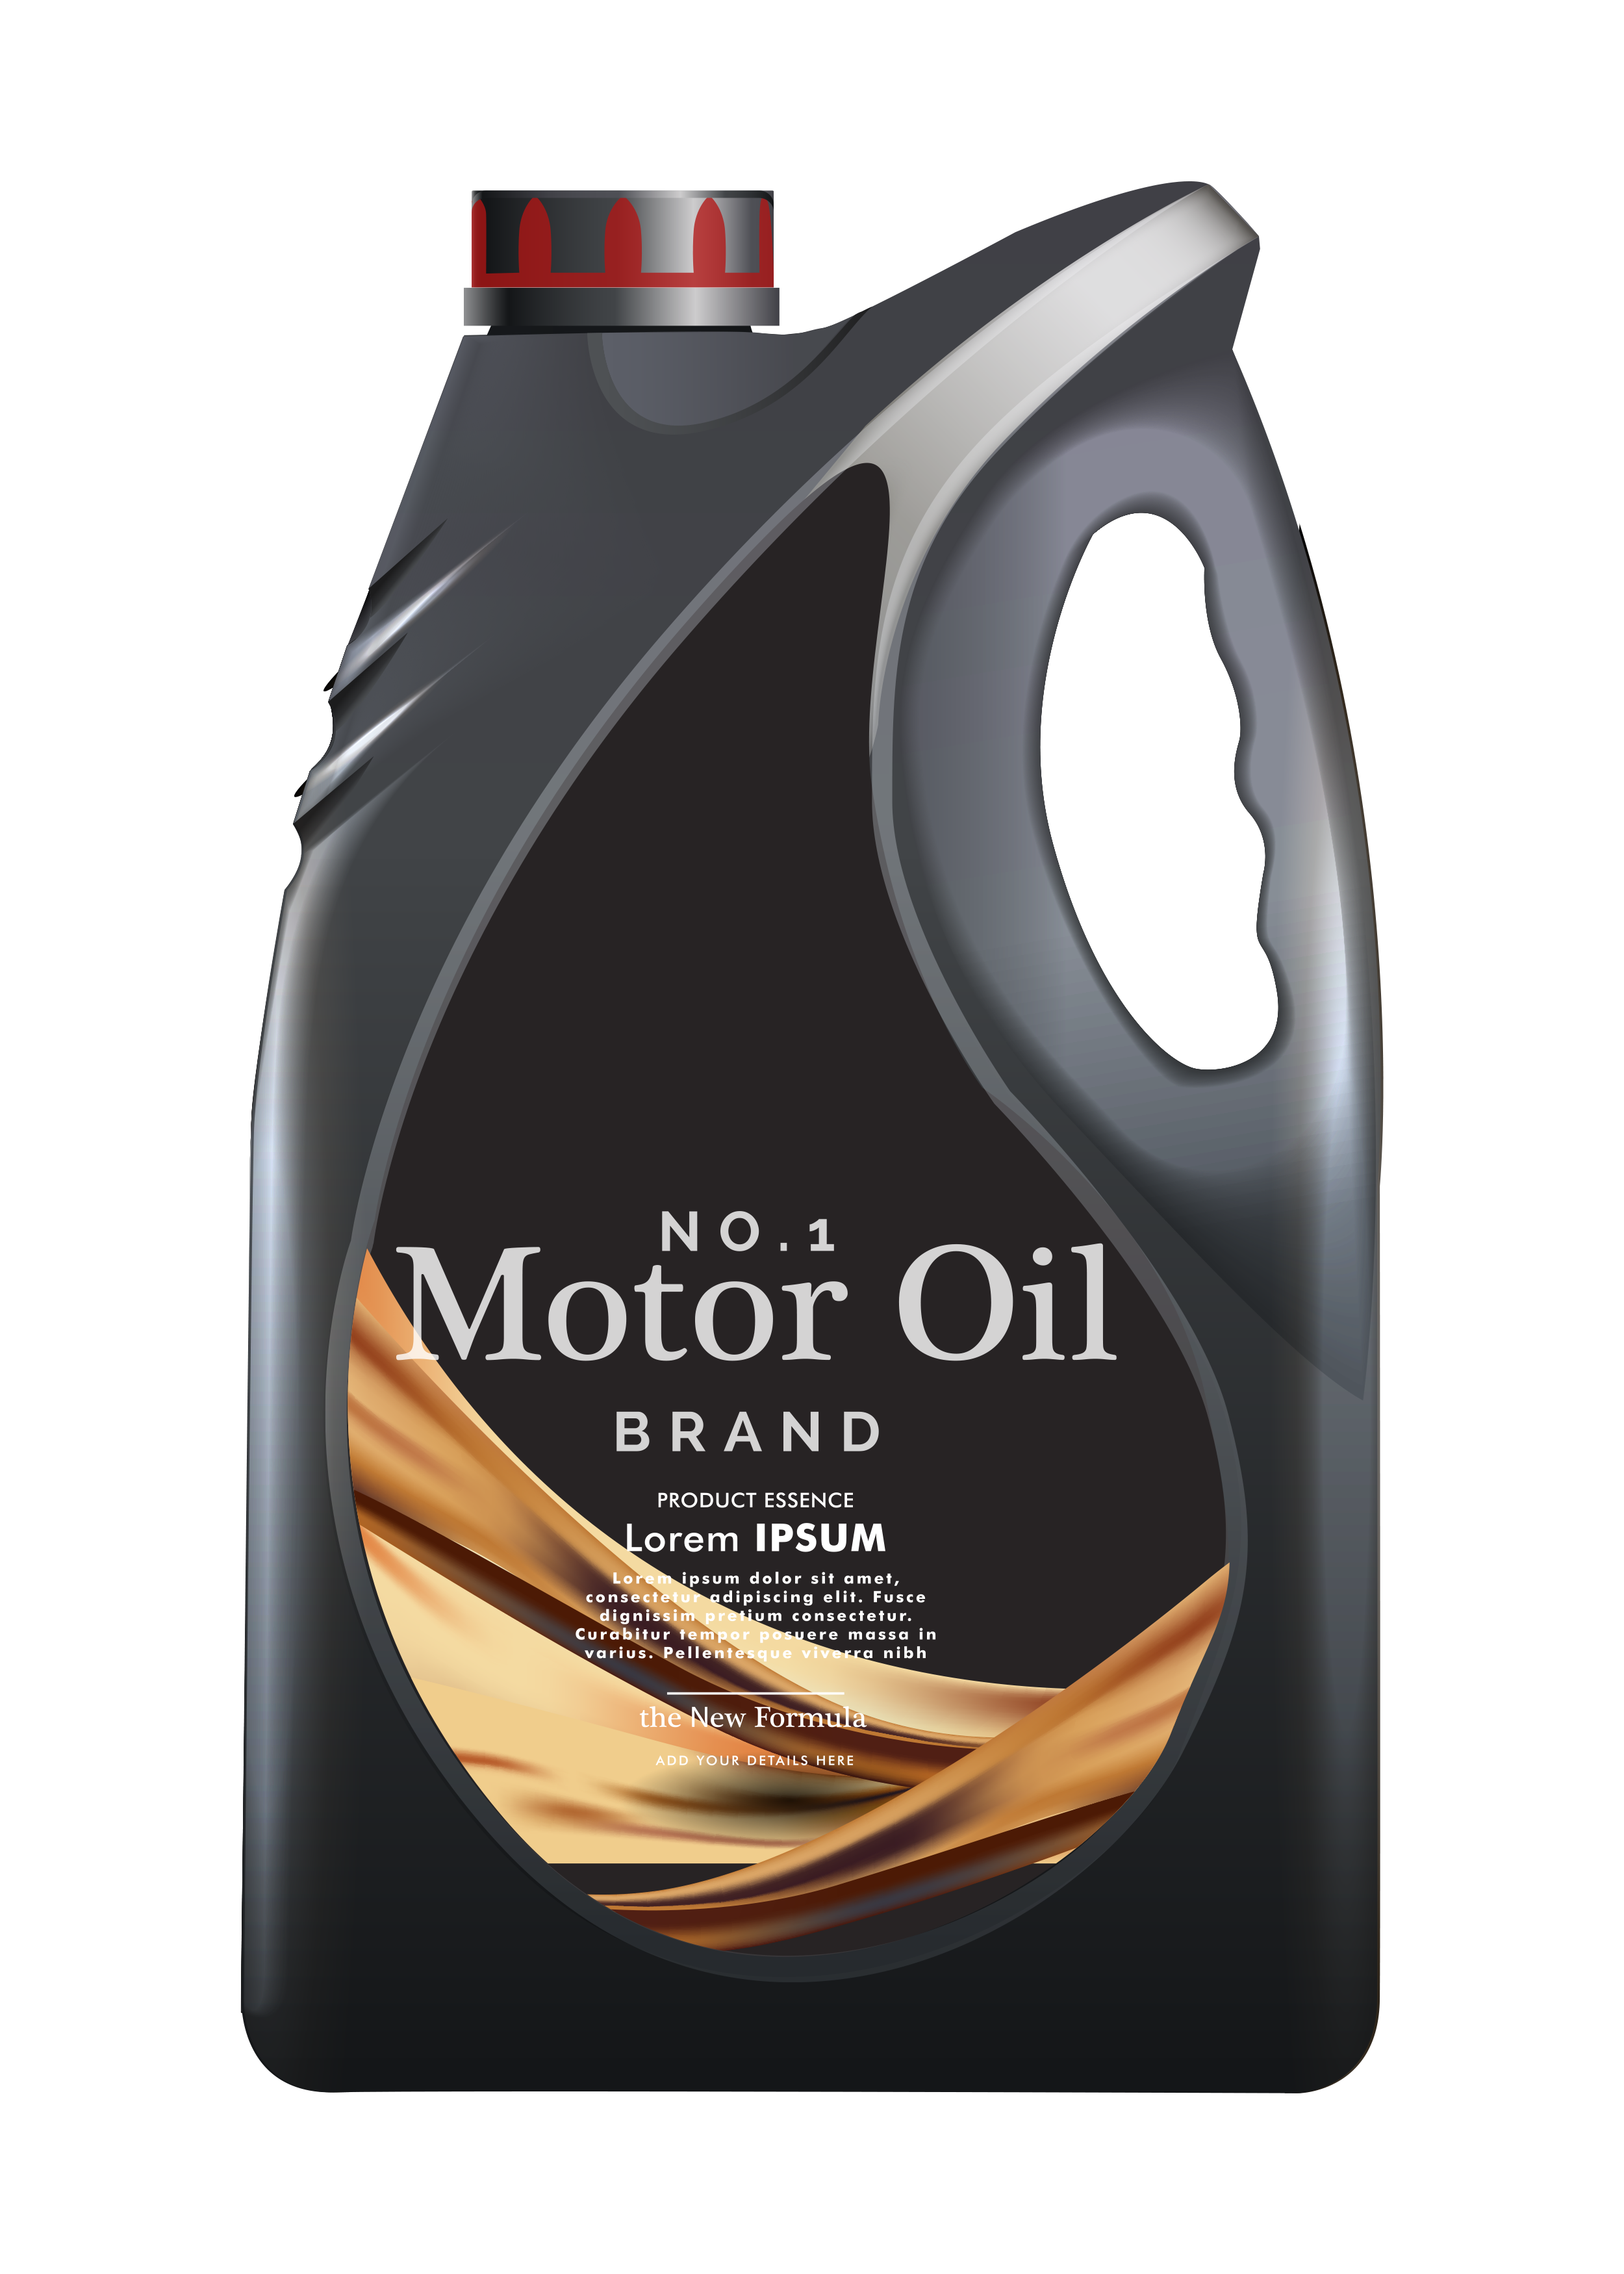 NO.1
Motor Oil
BRAND
PRODUCT ESSENCE
Lorem IPSUM
Lorem ipsum dolor sit amet,
consectetur adipiscing elit. Fusce
dignissim pretium consectetur.
Curabitur tempor posuere massa in
varius. Pellentesque viverra nibh
the New Formula
ADD YOUR DETAILS HERE